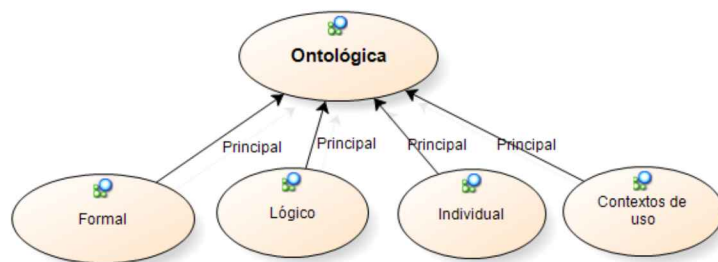 Ontológica
Principal
Principal
Principal
Principal
Formal
Lógico
Individual
Contextos de
uso